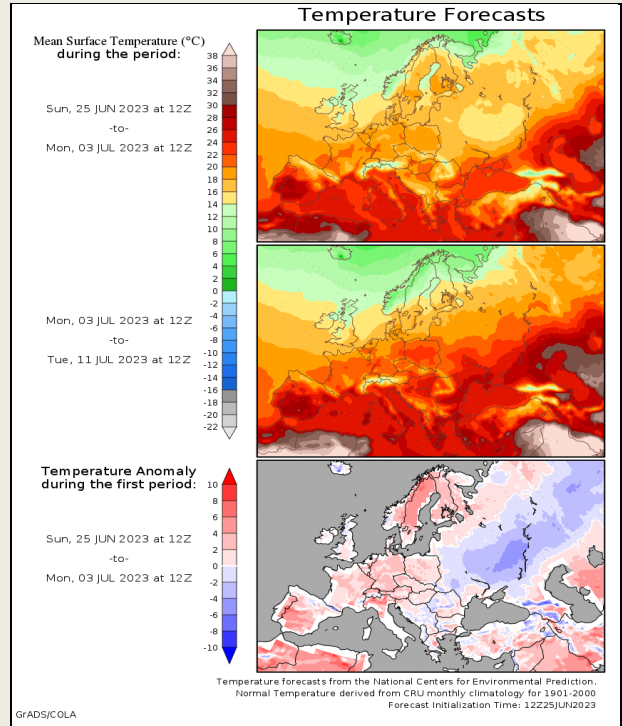 Temperature Forecasts
Mean Surface Temperature (°C)
during the period:
Sun, 25 JUN 2023 at 12Z
-to-
Mon, 03 JUL 2023 at 12Z
38
36
34
32
30
28
26
24
22
20
18
16
14
12
10
8
6
4
2
0
-2
-4
-6
-8
-10
-12
-14
-16
-18
-20
-22
Mon, 03 JUL 2023 at 12Z
-to-
Tue, 11 JUL 2023 at 12Z
Temperature Anomaly
during the first period:
Sun, 25 JUN 2023 at 12Z
-to-
Mon, 03 JUL 2023 at 12Z
10
8
6
4
2
0
-2
-4
-6
-8
-10
Temperature forecasts from the National Centers for Environmental Prediction.
Normal Temperature derived from CRU monthly climatology for 1901-2000
Forecast Initialization Time: 12Z25JUN2023
GrADS/COLA